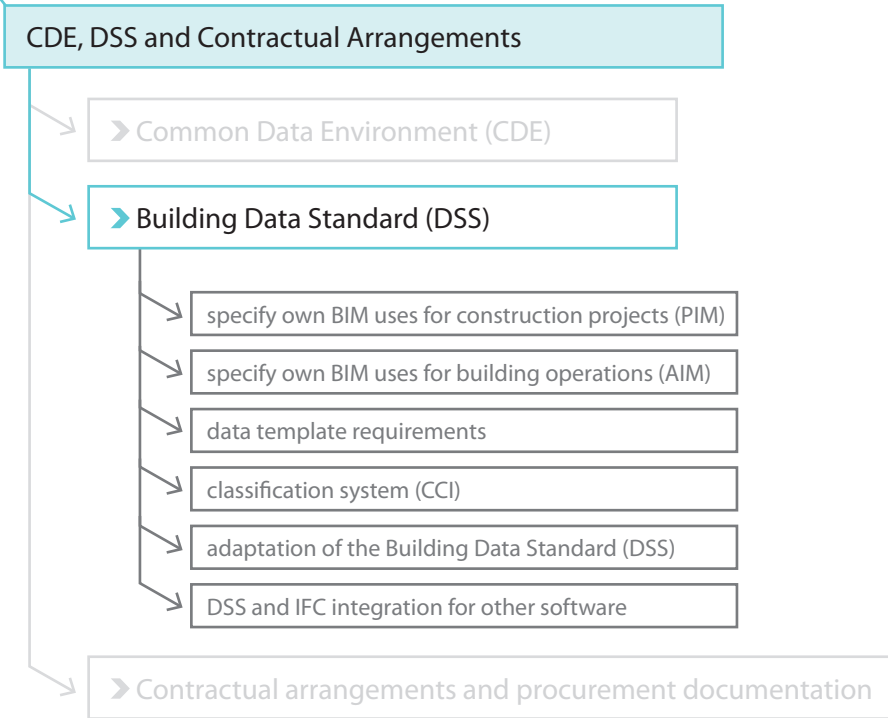 CDE, DSS and Contractual Arrangements
Common Data Environment (CDE)
Building Data Standard (DSS)
specify own BIM uses for construction projects (PIM)
specify own BIM uses for building operations (AIM)
data template requirements
classification system (CCI)
adaptation of the Building Data Standard (DSS)
DSS and IFC integration for other software
Contractual arrangements and procurement documentation